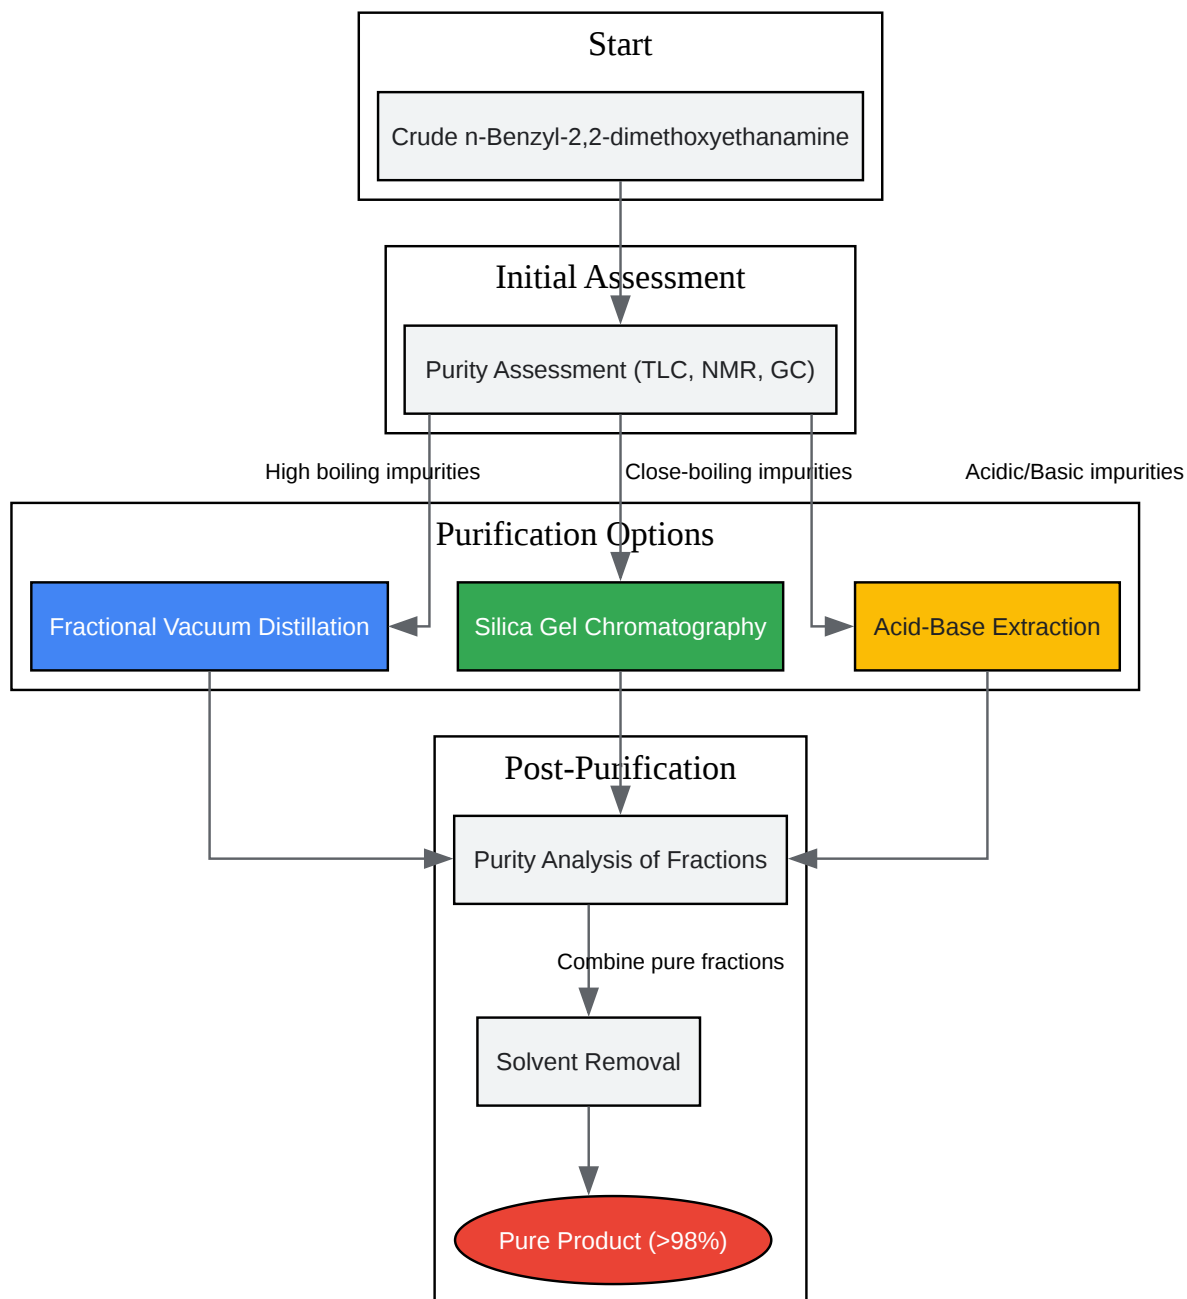 Start
Crude n-Benzyl-2,2-dimethoxyethanamine
Initial Assessment
Purity Assessment (TLC, NMR, GC)
High boiling impurities
Close-boiling impurities
Acidic/Basic impurities
Purification Options
Fractional Vacuum Distillation
Silica Gel Chromatography
Acid-Base Extraction
Post-Purification
Purity Analysis of Fractions
Combine pure fractions
Solvent Removal
Pure Product (>98%)